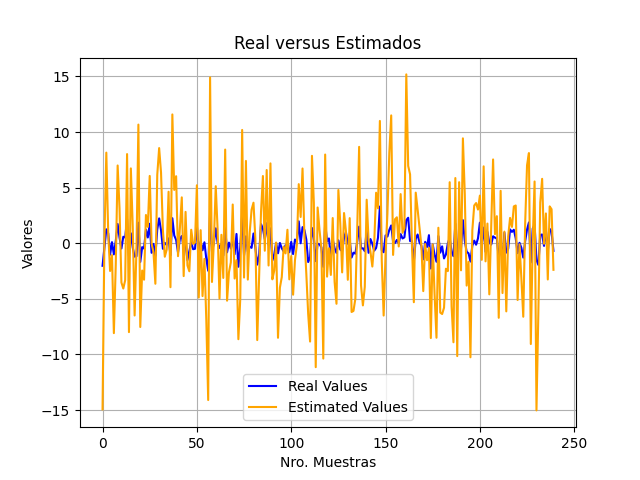 Real versus Estimados
15
10
5
0
−5
−10
−15
Valores
0 50 100 150 200 250
Nro. Muestras
Real Values
Estimated Values